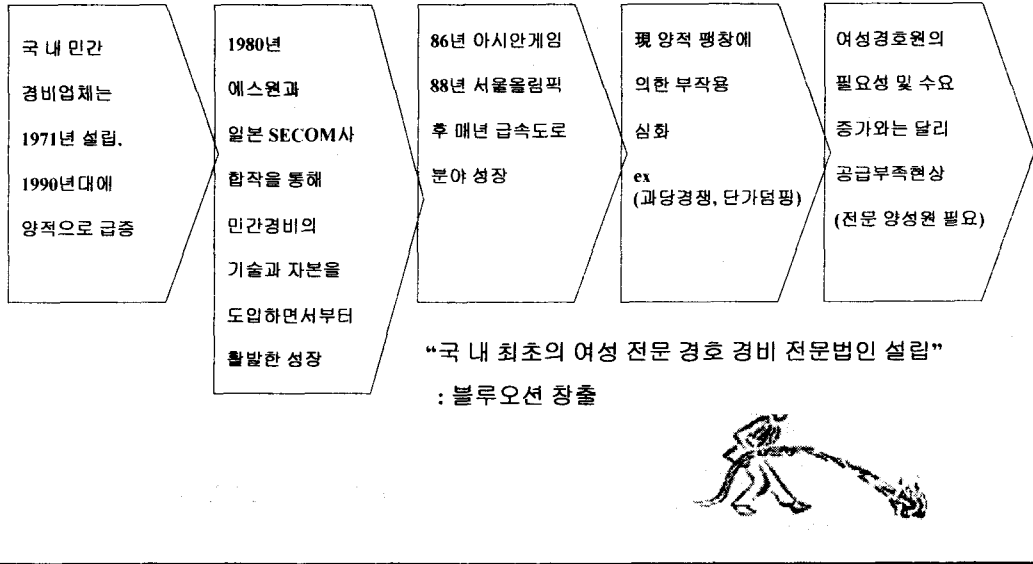 국 내 민간
경비업체는
1971년 설립.
1990년대에
양적으로 급증
1980년
에스원과
일본 SECOM사
합작을 통해
민간경비의
기술과 자본을
도입하면서부터
활발한 성장
86년 아시안게임
88년 서울올림픽
후 매년 급속도로
분야 성장
現 양적 팽창에
의한 부작용
심화
ex
(과당경쟁, 단가덤핑)
여성경호원의
필요성 및 수요
증가와는 달리
공급부족현상
(전문 양성원 필요)
“국 내 최초의 여성 전문 경호 경비 전문법인 설립”
: 블루오션 창출